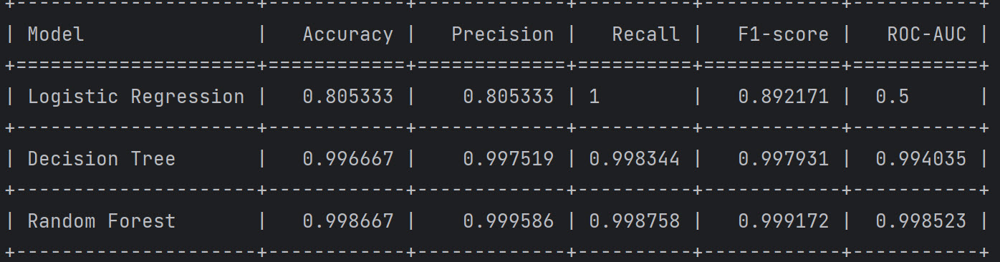 +---------------------+------------+-------------+----------+------------+-----------+
| Model               |   Accuracy |   Precision |   Recall |   F1-score |   ROC-AUC |
+=====================+============+=============+==========+============+===========+
| Logistic Regression |   0.805333 |    0.805333 | 1        |   0.892171 |  0.5      |
+---------------------+------------+-------------+----------+------------+-----------+
| Decision Tree       |   0.996667 |    0.997519 | 0.998344 |   0.997931 |  0.994035 |
+---------------------+------------+-------------+----------+------------+-----------+
| Random Forest       |   0.998667 |    0.999586 | 0.998758 |   0.999172 |  0.998523 |
+---------------------+------------+-------------+----------+------------+-----------+